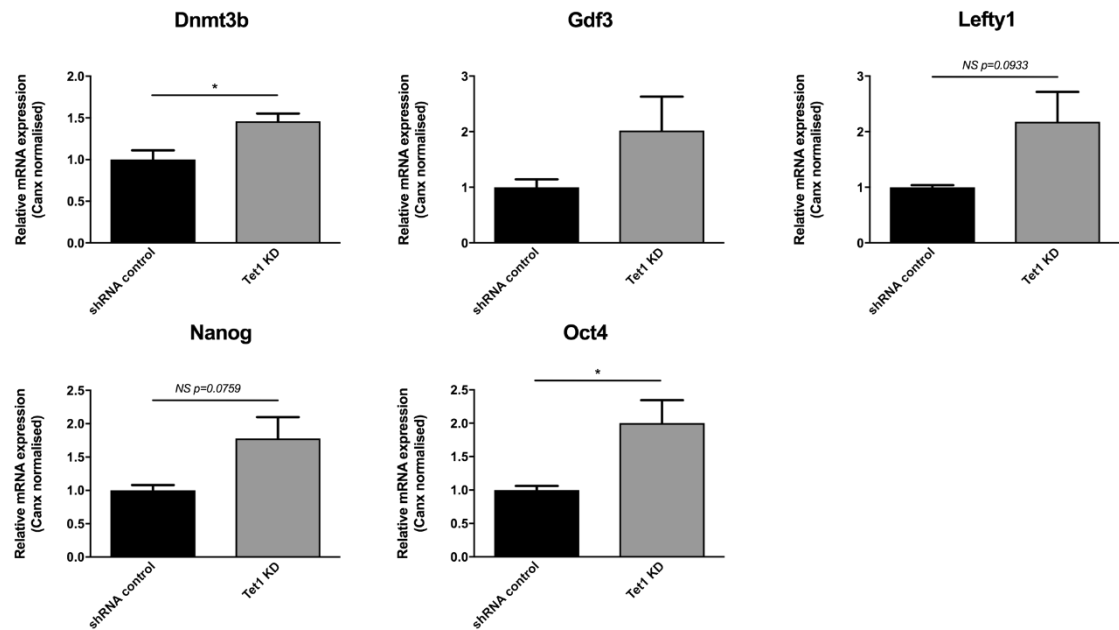 Dnmt3b
Relative mRNA expression
(Canx normalised)
2.0
1.5
1.0
0.5
0.0
*
shRNA control
Tet1 KD
Gdf3
Relative mRNA expression
(Canx normalised)
3
2
1
0
shRNA control
Tet1 KD
Lefty1
Relative mRNA expression
(Canx normalised)
3
2
1
0
NS p=0.0933
shRNA control
Tet1 KD
Nanog
Relative mRNA expression
(Canx normalised)
2.5
2.0
1.5
1.0
0.5
0.0
NS p=0.0759
shRNA control
Tet1 KD
Oct4
Relative mRNA expression
(Canx normalised)
2.5
2.0
1.5
1.0
0.5
0.0
*
shRNA control
Tet1 KD